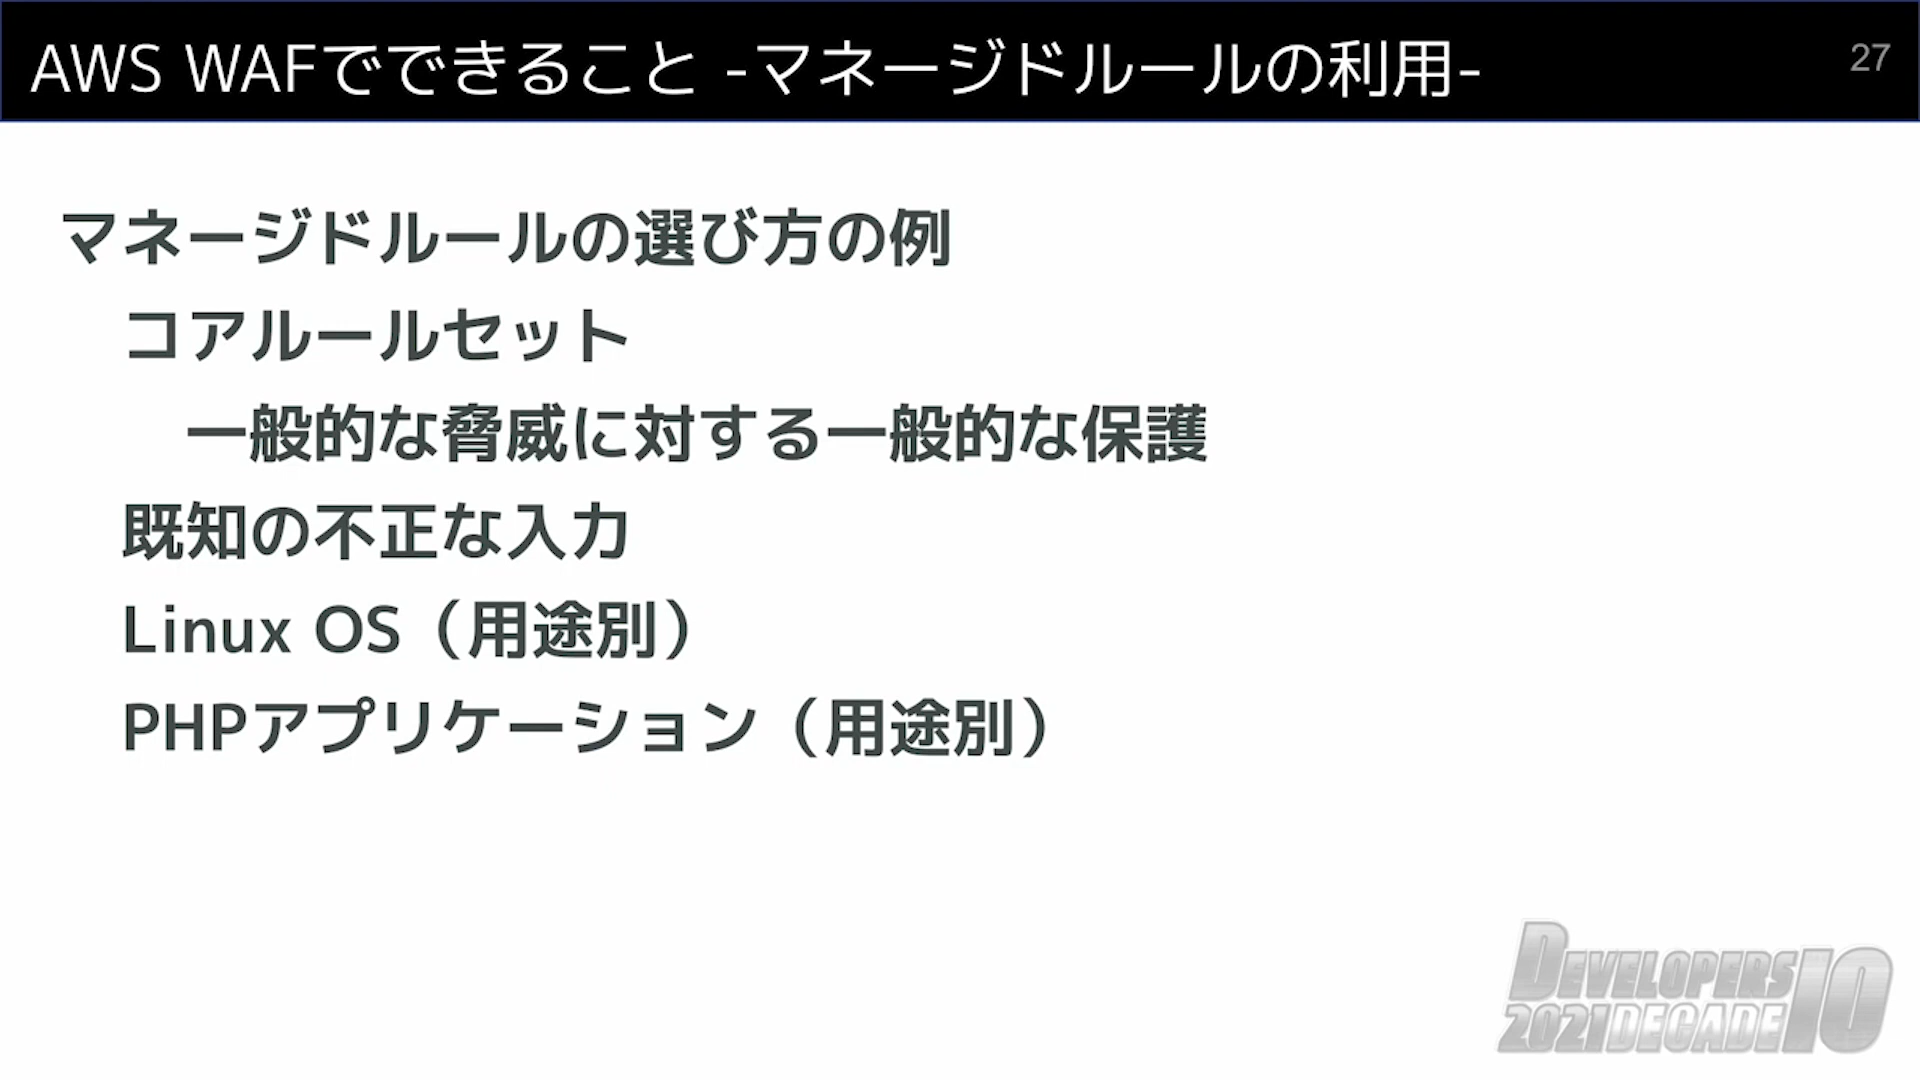 AWS WAFでできること -マネージドルールの利用-
27
マネージドルールの選び方の例
コアルールセット
一般的な脅威に対する一般的な保護
既知の不正な入力
Linux OS（用途別）
PHPアプリケーション（用途別）
DEVELOPERS
2021 DECADE
IO